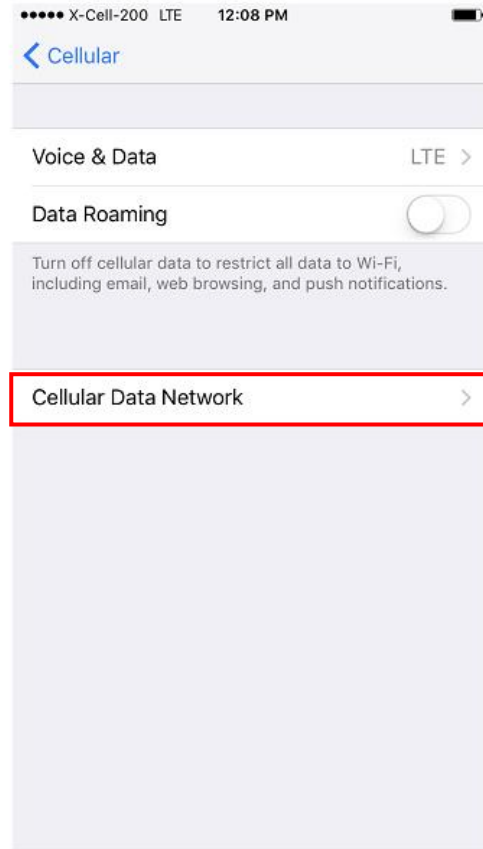 X-Cell-200 LTE 12:08 PM
Cellular
Voice & Data LTE
Data Roaming
Turn off cellular data to restrict all data to Wi-Fi,
including email, web browsing, and push notifications.
Cellular Data Network